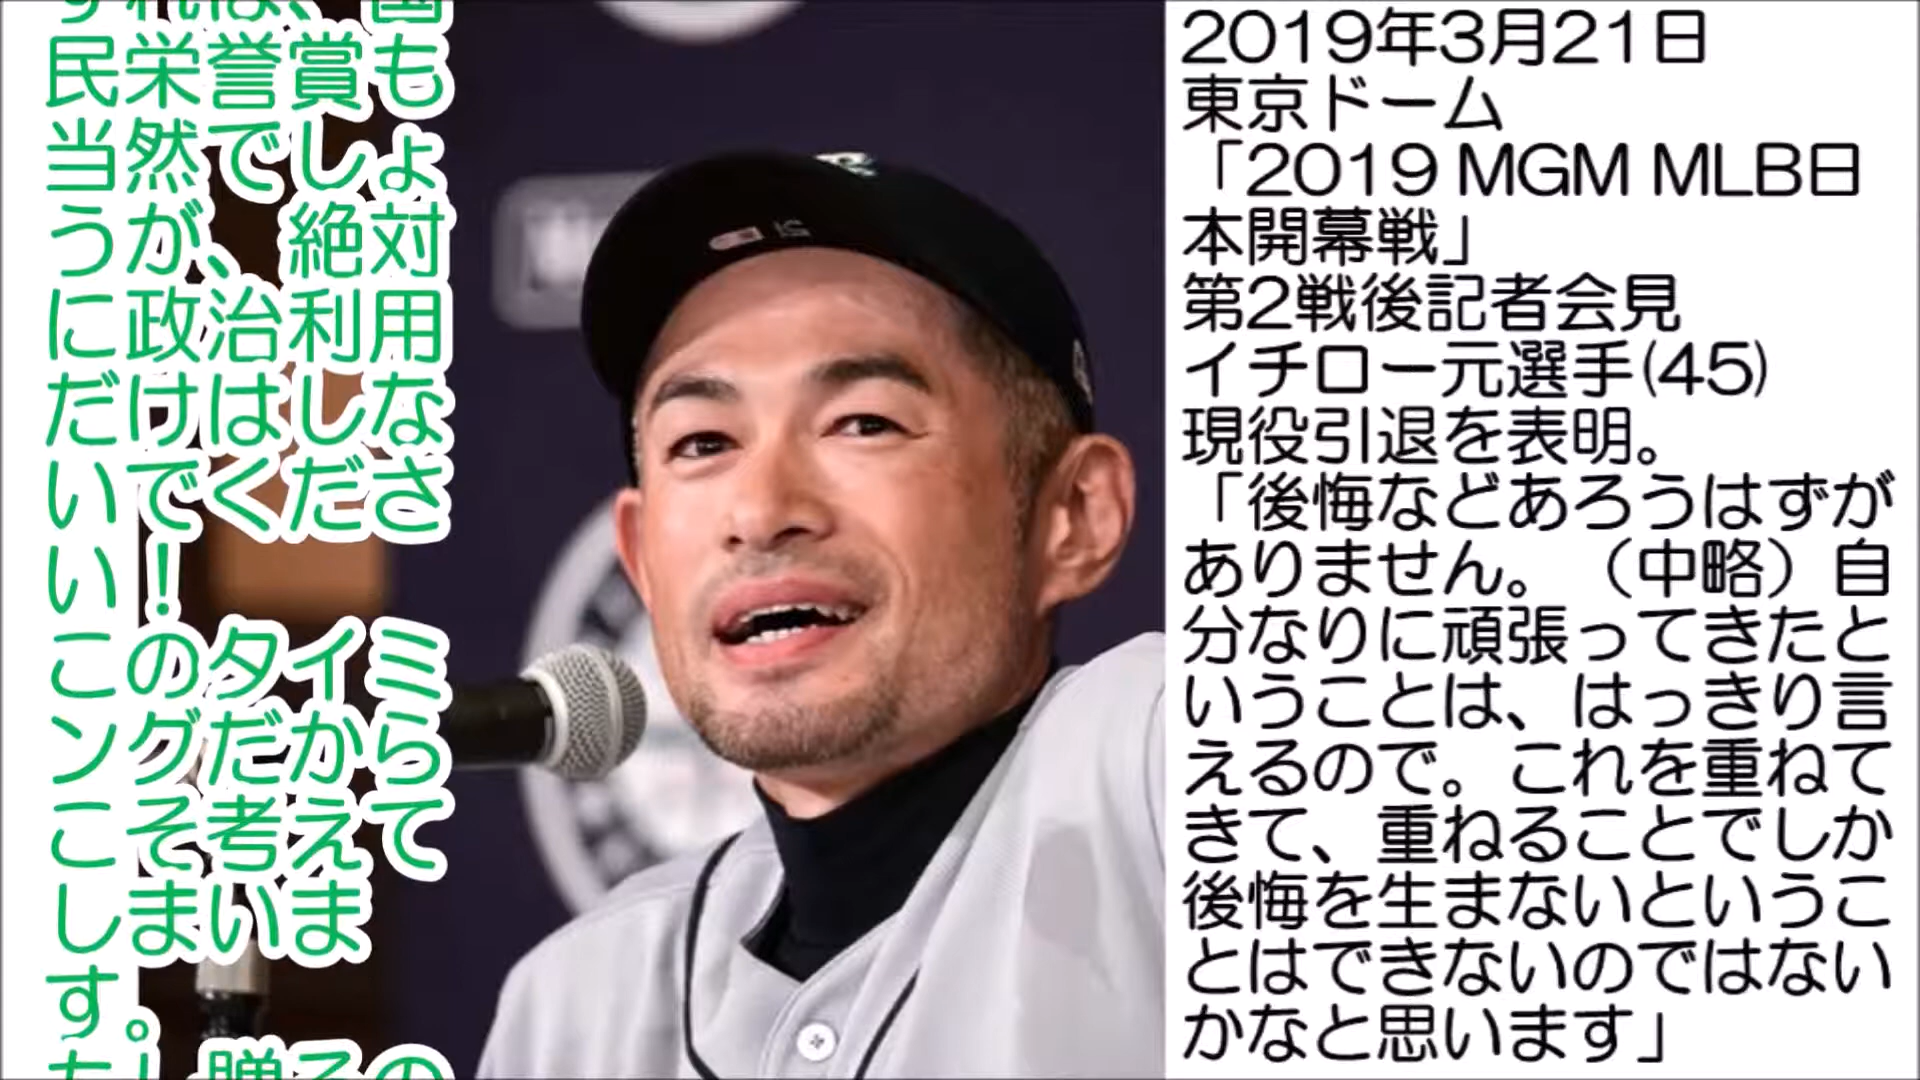 民栄誉賞も
当然でしょ
うが、絶対
に政治利用
だけはしな
いでくださ
い！
このタイミ
ングだから
こそ考えて
しまいま
す。
2019年3月21日
東京ドーム
「2019 MGM MLB日
本開幕戦」
第2戦後記者会見
イチロー元選手(45)
現役引退を表明。
「後悔などあろうはずが
ありません。（中略）自
分なりに頑張ってきたと
いうことは、はっきり言
えるので。これを重ねて
きて、重ねることでしか
後悔を生まないというこ
とはできないのではない
かなと思います」